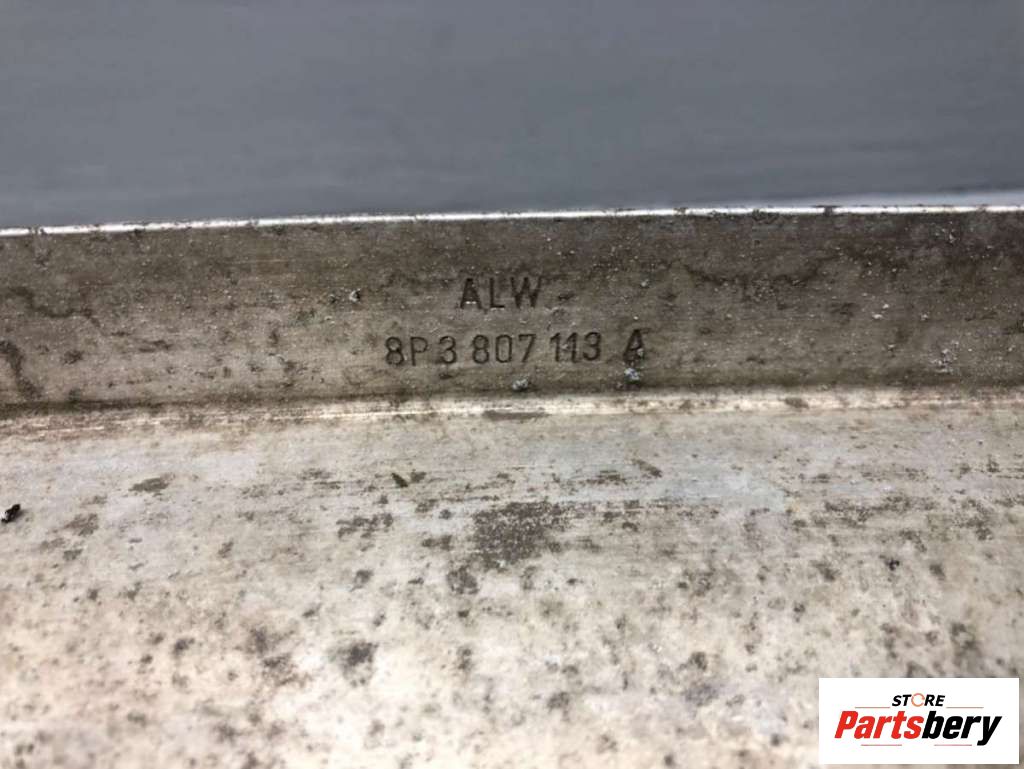 ALW
8P3 807 113 A
STORE
Partsbery